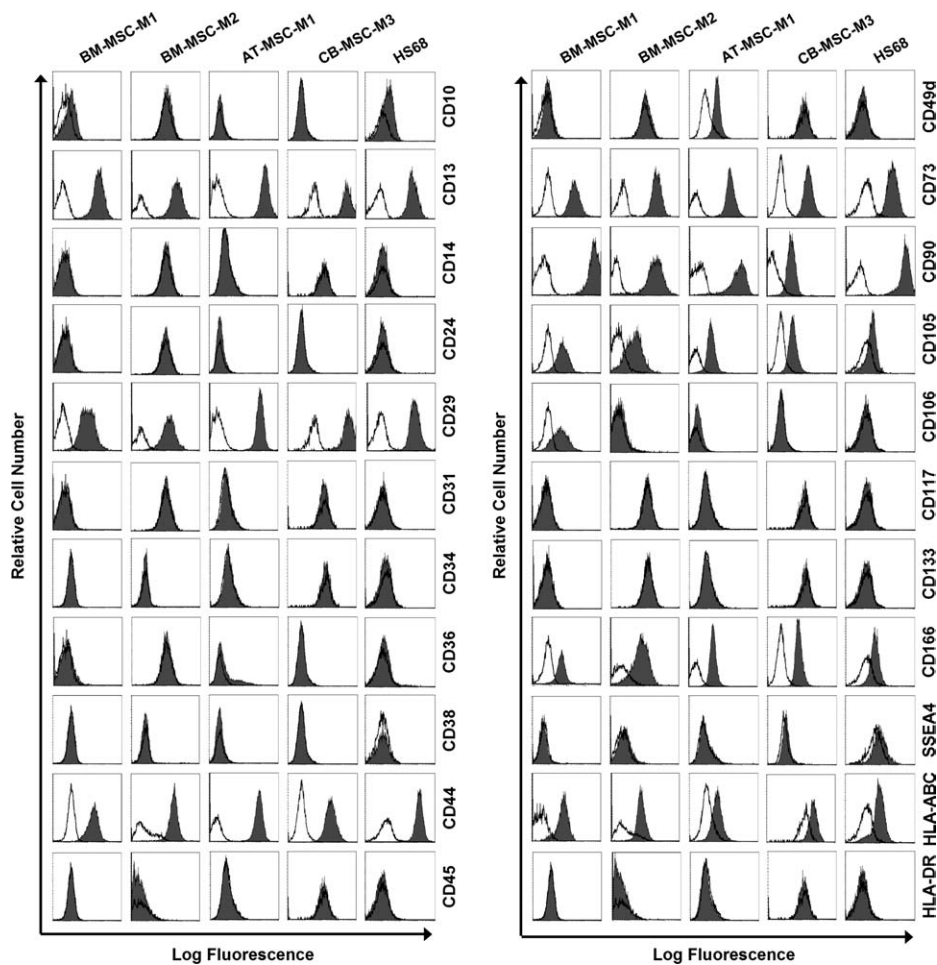 BM-MSC-M1
BM-MSC-M2
AT-MSC-M1
CB-MSC-M3
HS68
CD10
CD13
CD14
CD24
CD29
CD31
CD34
CD36
CD38
CD44
CD45
Relative Cell Number
Log Fluorescence
BM-MSC-M1
BM-MSC-M2
AT-MSC-M1
CB-MSC-M3
HS68
CD49d
CD73
CD90
CD105
CD106
CD117
CD133
CD166
SSEA4
HLA-ABC
HLA-DR
Relative Cell Number
Log Fluorescence